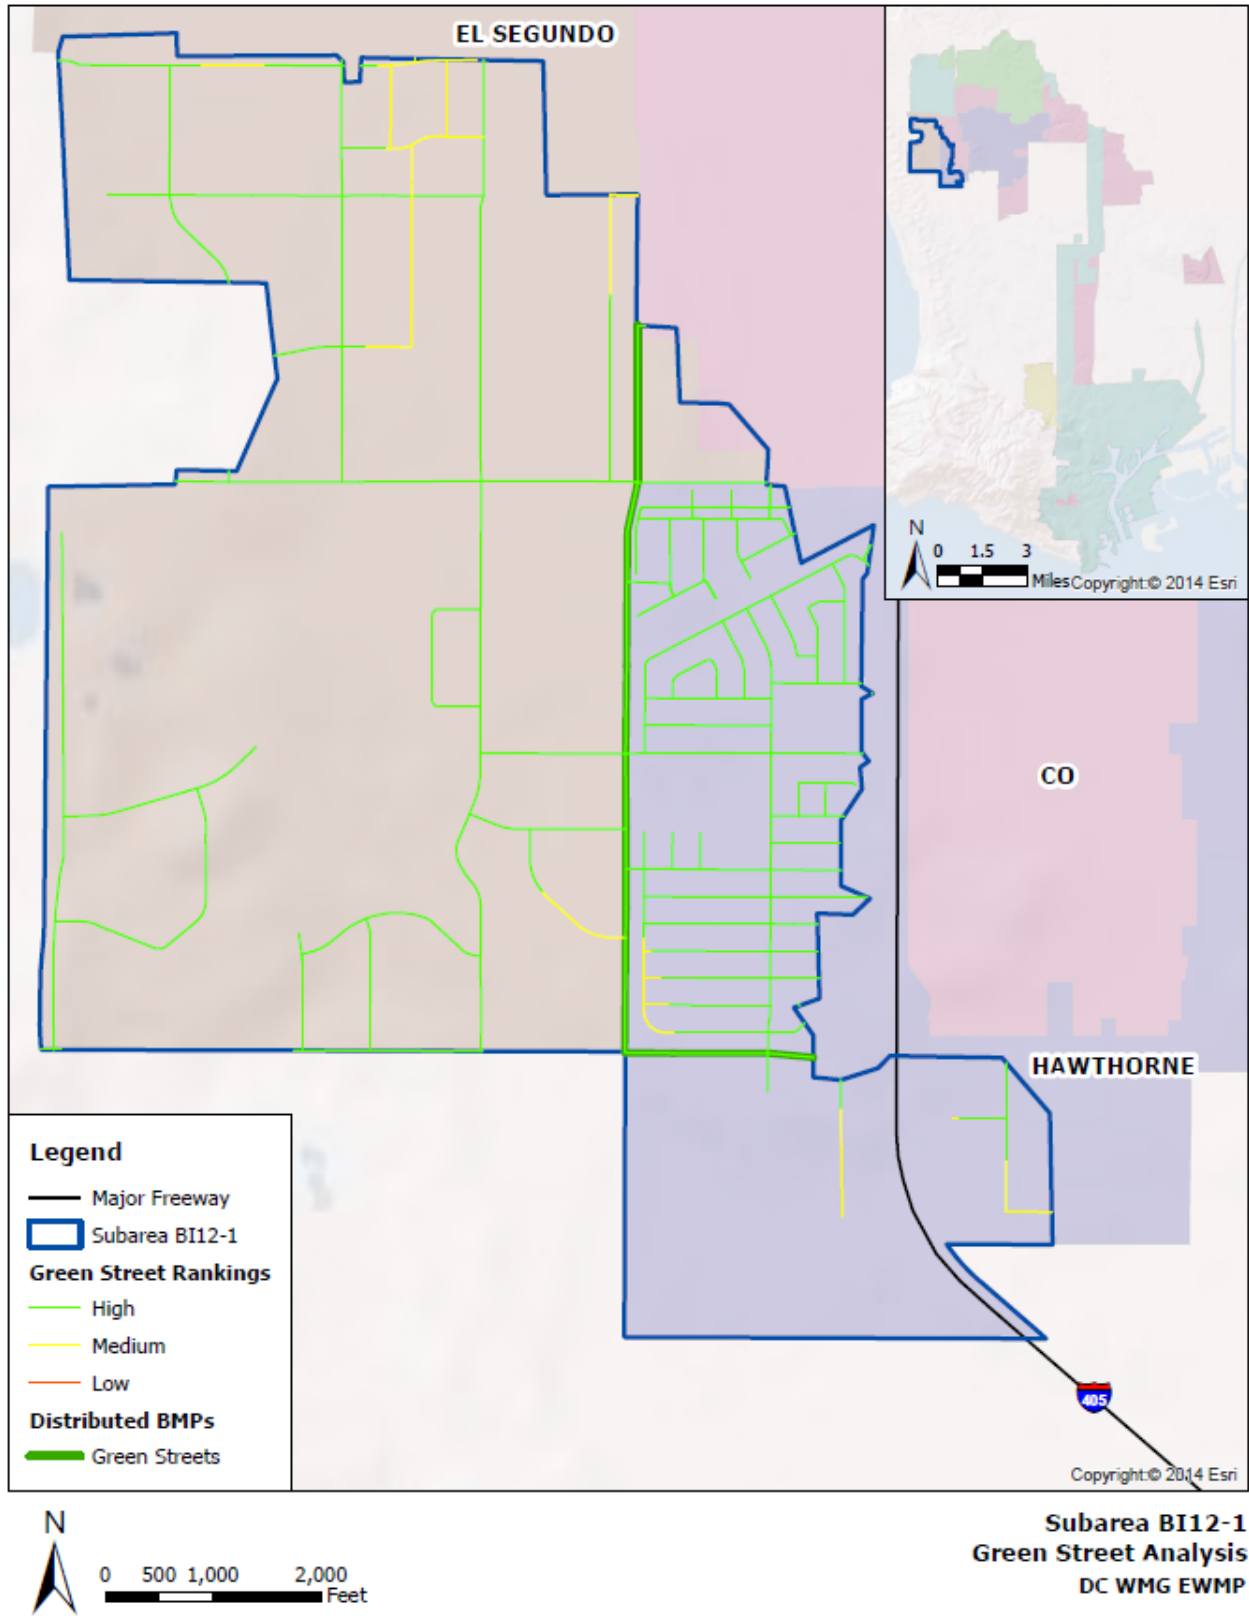 EL SEGUNDO
N
0 1.5 3
Miles
Copyright:© 2014 Esri
CO
HAWTHORNE
Legend
Major Freeway
Subarea BI12-1
Green Street Rankings
High
Medium
Low
Distributed BMPs
Green Streets
405
Copyright:© 2014 Esri
N
0 500 1,000 2,000
Feet
Subarea BI12-1
Green Street Analysis
DC WMG EWMP